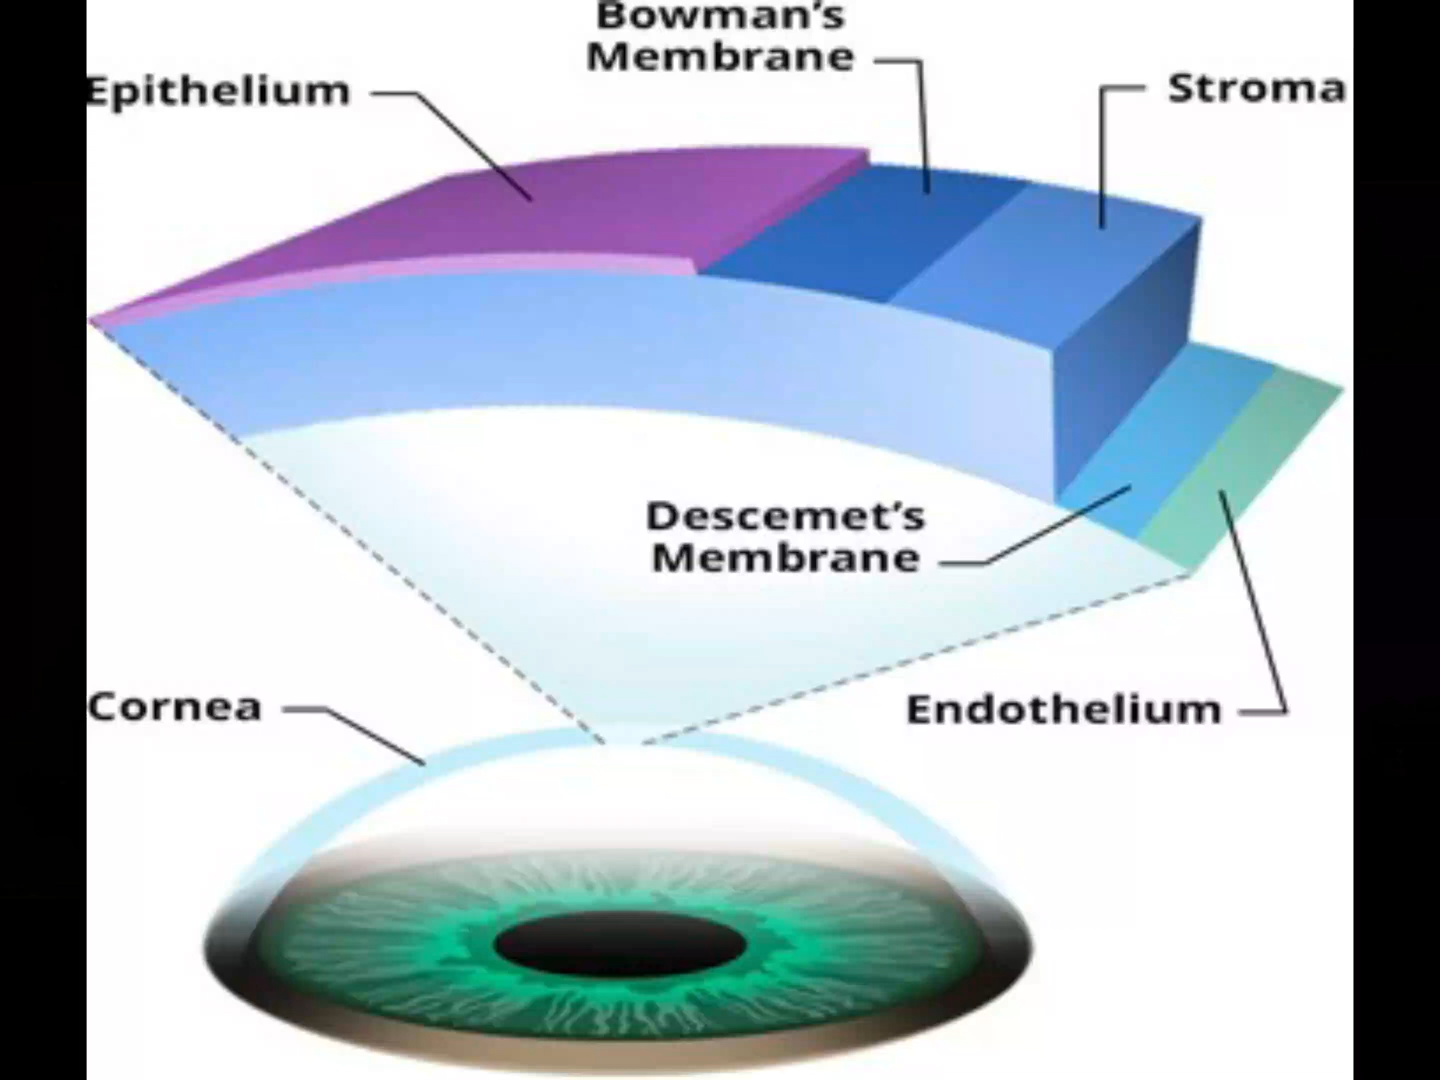 Bowman's
Membrane
Epithelium
Stroma
Descemet's
Membrane
Cornea
Endothelium